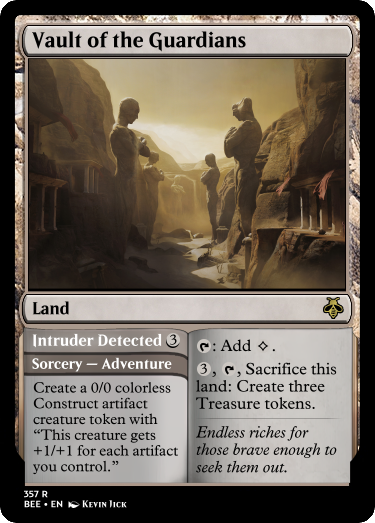 Vault of the Guardians
Land
Intruder Detected 3
Sorcery — Adventure
Create a 0/0 colorless
Construct artifact
creature token with
“This creature gets
+1/+1 for each artifact
you control.”
: Add .
3, , Sacrifice this
land: Create three
Treasure tokens.
Endless riches for
those brave enough to
seek them out.
357 R
BEE • EN Kevin Jick